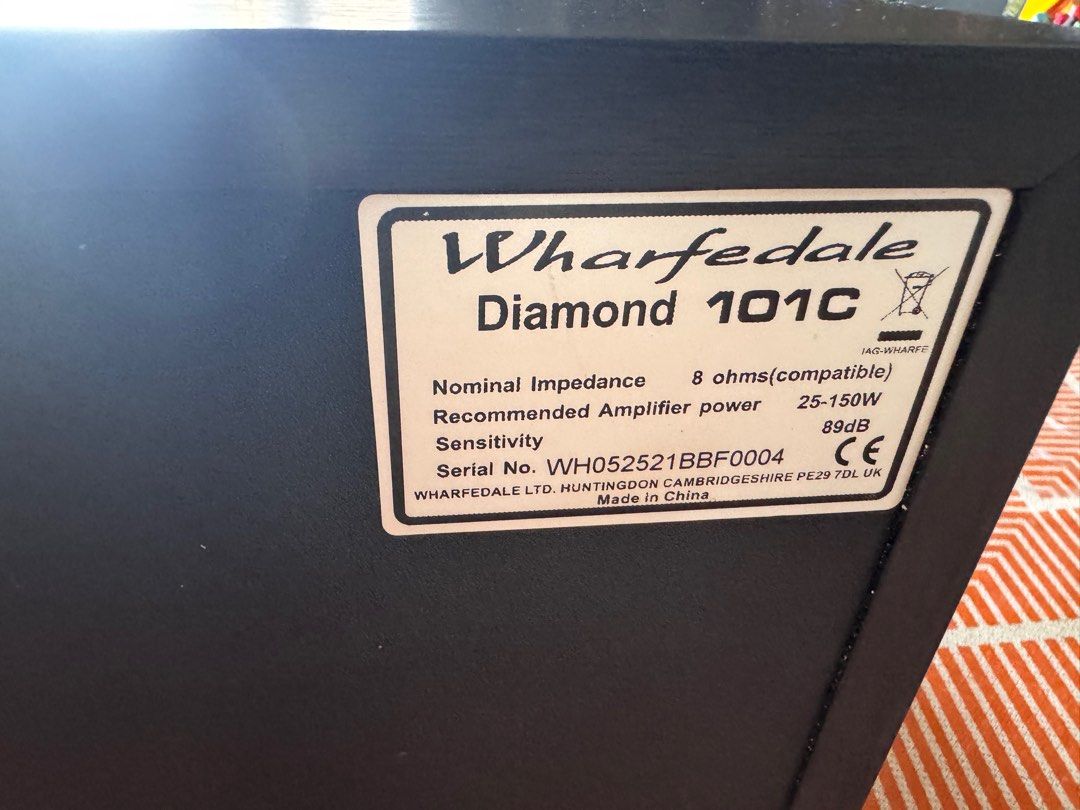 Wharfedale
Diamond 101C
IAG-WHARFE
Nominal Impedance 8 ohms(compatible)
Recommended Amplifier power 25-150W
Sensitivity 89dB
Serial No. WH052521BBF0004 CE
WHARFEDALE LTD. HUNTINGDON CAMBRIDGESHIRE PE29 7DL UK
Made in China